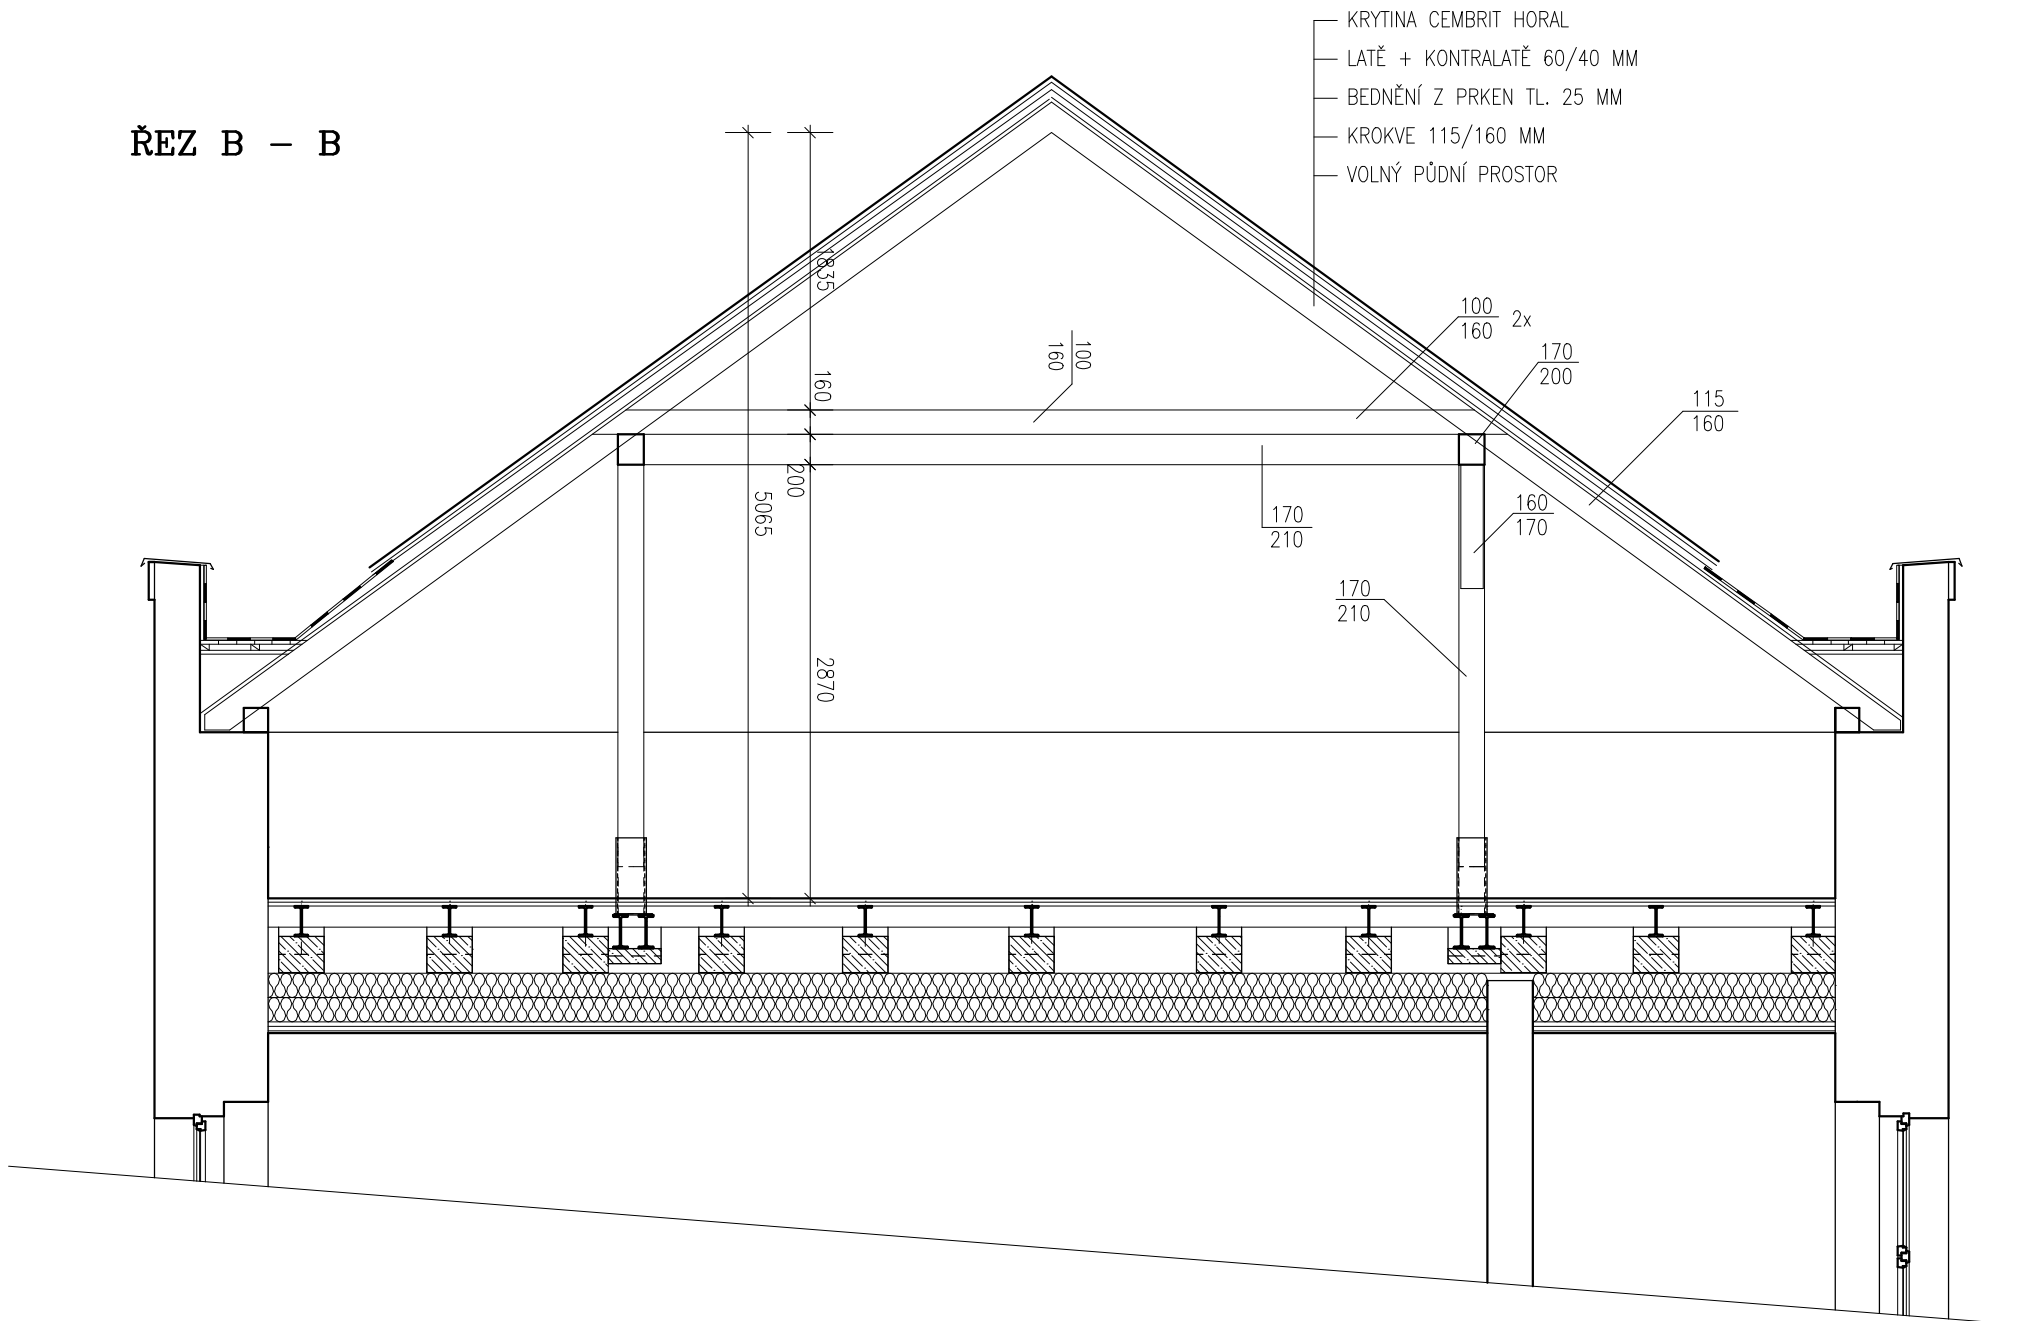 KRYTINA CEMBRIT HORAL
LATĚ + KONTRALATĚ 60/40 MM
BEDNĚNÍ Z PRKEN TL. 25 MM
KROKVE 115/160 MM
VOLNÝ PŮDNÍ PROSTOR
ŘEZ B – B
1835
100
160 2x
100
160
170
200
160
115
160
200
5065
160
170
170
210
170
210
2870